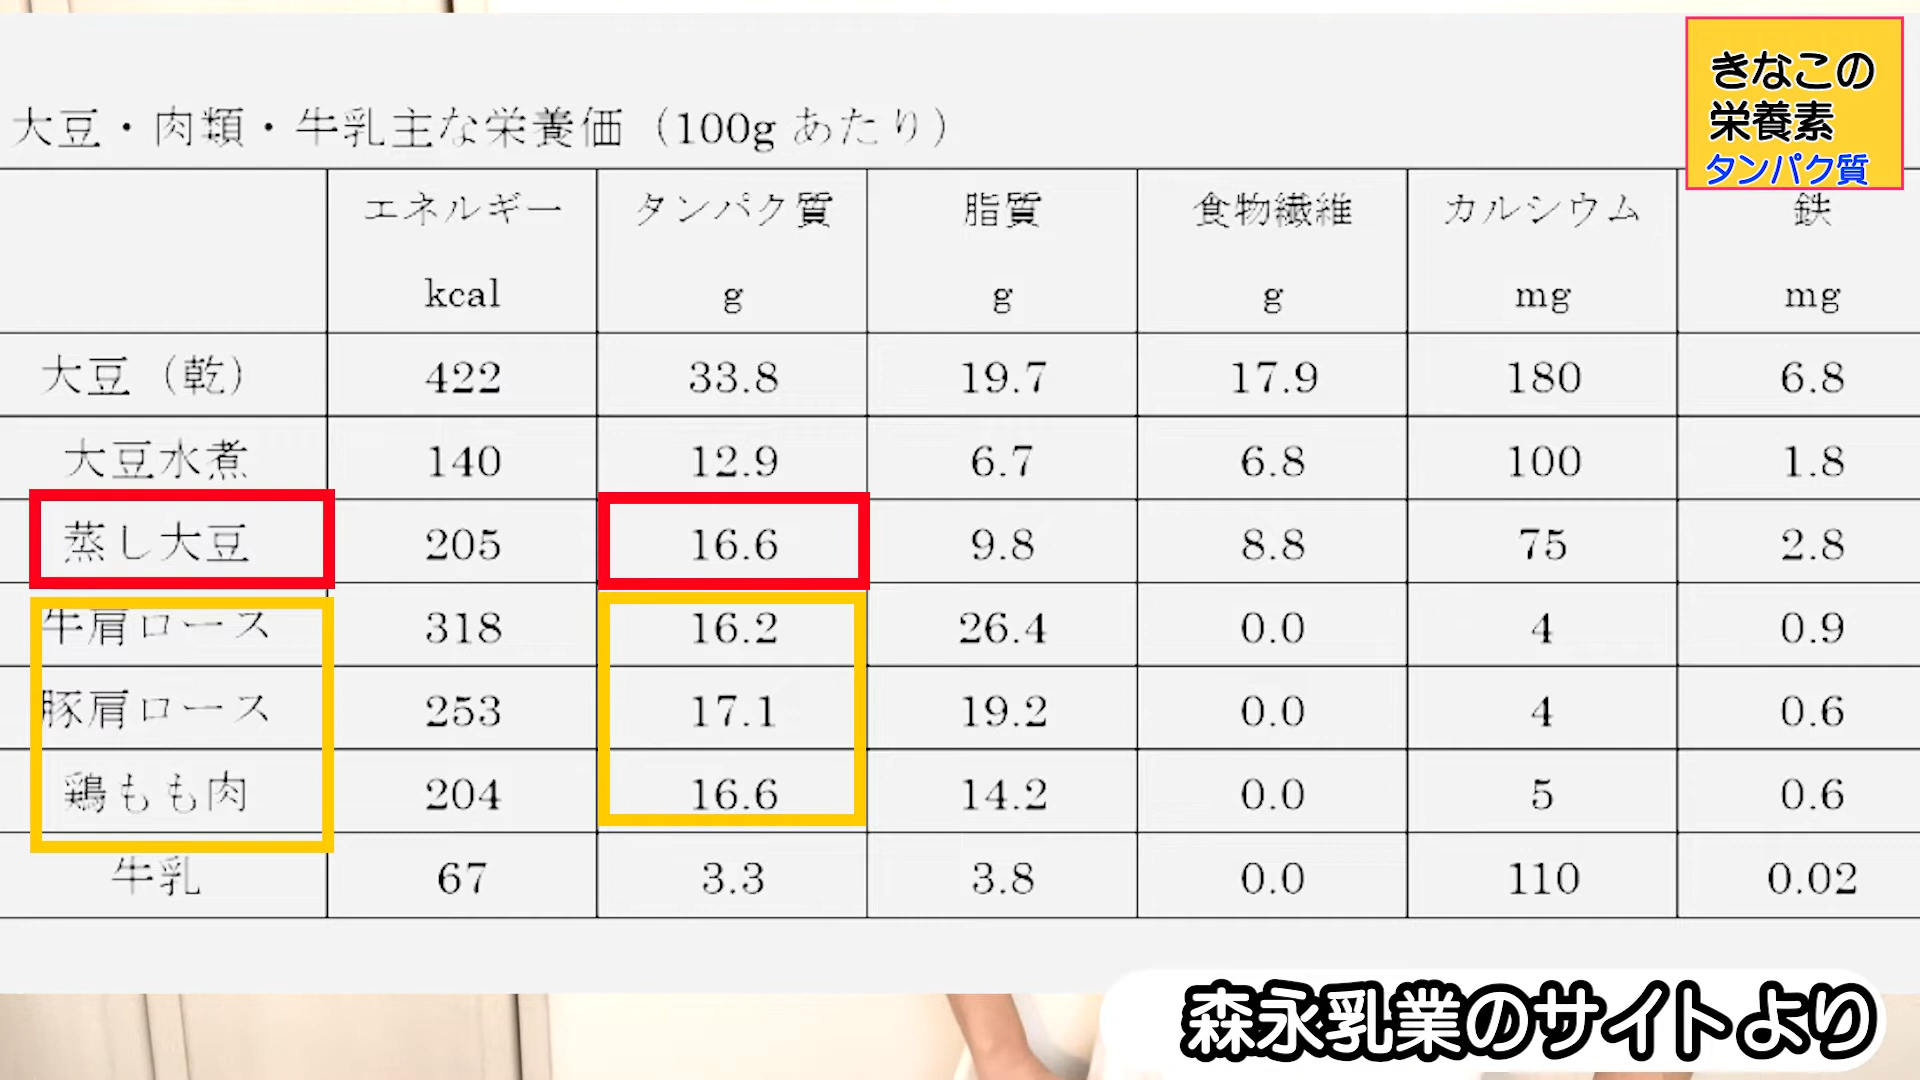 きなこの
栄養素
タンパク質
大豆・肉類・牛乳主な栄養価（100g あたり）
エネルギー タンパク質 脂質 食物繊維 カルシウム 鉄
kcal g g g mg mg
大豆（乾） 422 33.8 19.7 17.9 180 6.8
大豆水煮 140 12.9 6.7 6.8 100 1.8
蒸し大豆 205 16.6 9.8 8.8 75 2.8
牛肩ロース 318 16.2 26.4 0.0 4 0.9
豚肩ロース 253 17.1 19.2 0.0 4 0.6
鶏もも肉 204 16.6 14.2 0.0 5 0.6
牛乳 67 3.3 3.8 0.0 110 0.02
森永乳業のサイトより